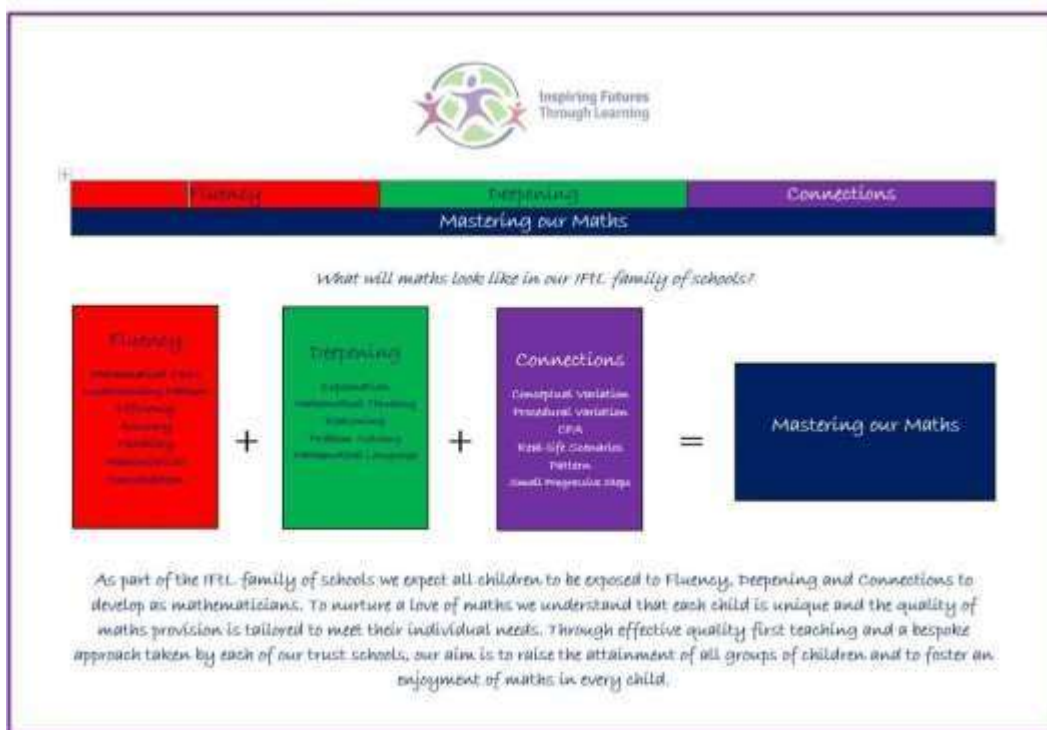 Inspiring Futures
Through Learning
Fluency
Deepening
Connections
Mastering our Maths
What will maths look like in our IFtL family of schools?
Fluency
Deepening
Explanation
Mathematical Thinking
Reasoning
Problem Solving
Mathematical Language
+
+
Connections
Conceptual Variation
Procedural Variation
CPA
Real-life Scenarios
Pattern
Small Progressive Steps
=
Mastering our Maths
As part of the IFtL family of schools we expect all children to be exposed to Fluency, Deepening and Connections to
develop as mathematicians. To nurture a love of maths we understand that each child is unique and the quality of
maths provision is tailored to meet their individual needs. Through effective quality first teaching and a bespoke
approach taken by each of our trust schools, our aim is to raise the attainment of all groups of children and to foster an
enjoyment of maths in every child.